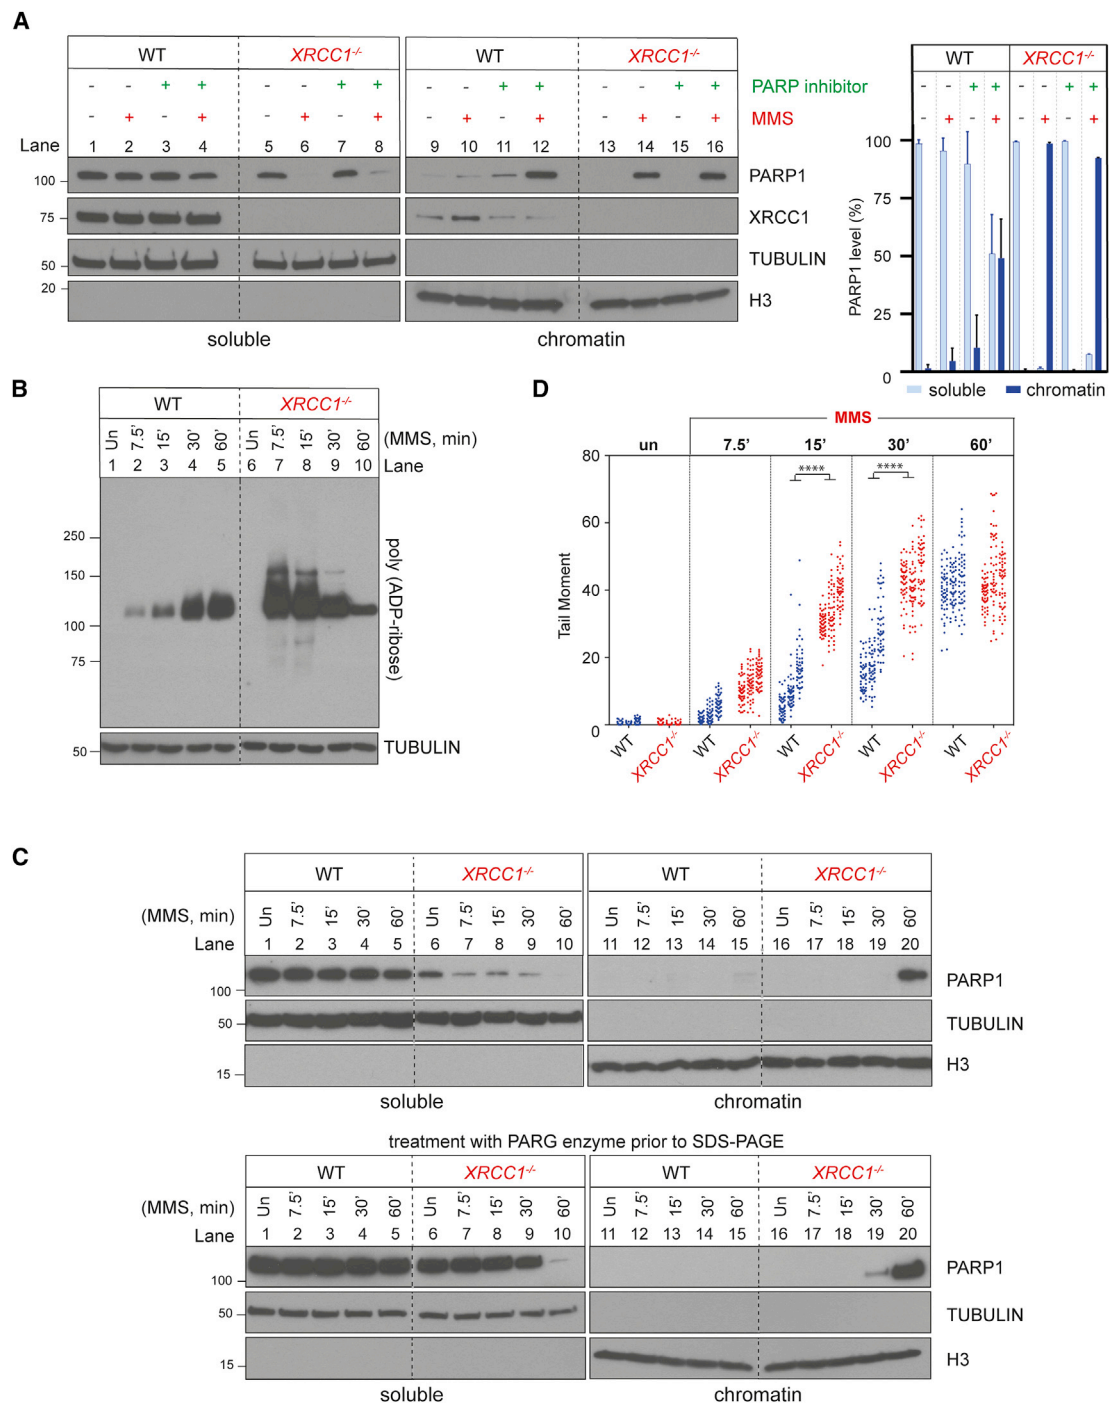 A
WT XRCC1-/- WT XRCC1-/-
- - + + - - + + - - + + - - + + PARP inhibitor
- + - + - + - + - + - + - + - + MMS
Lane 1 2 3 4 5 6 7 8 9 10 11 12 13 14 15 16
100 PARP1
75 XRCC1
50 TUBULIN
20 H3
soluble chromatin
WT XRCC1-/-
- - + + - - + +
- + - + - + - +
PARP1 level (%)
100
75
50
25
0
soluble chromatin
B
WT XRCC1-/-
Un 7.5' 15' 30' 60' Un 7.5' 15' 30' 60' (MMS, min)
1 2 3 4 5 6 7 8 9 10 Lane
250
150
100
75
poly (ADP-ribose)
50 TUBULIN
D
MMS
un 7.5' 15' 30' 60'
**** ****
Tail Moment
80
60
40
20
0
WT XRCC1-/- WT XRCC1-/- WT XRCC1-/- WT XRCC1-/- WT XRCC1-/-
C
WT XRCC1-/- WT XRCC1-/-
(MMS, min) Un 7.5' 15' 30' 60' Un 7.5' 15' 30' 60' Un 7.5' 15' 30' 60' Un 7.5' 15' 30' 60'
Lane 1 2 3 4 5 6 7 8 9 10 11 12 13 14 15 16 17 18 19 20
100 PARP1
50 TUBULIN
15 H3
soluble chromatin
treatment with PARG enzyme prior to SDS-PAGE
WT XRCC1-/- WT XRCC1-/-
(MMS, min) Un 7.5' 15' 30' 60' Un 7.5' 15' 30' 60' Un 7.5' 15' 30' 60' Un 7.5' 15' 30' 60'
Lane 1 2 3 4 5 6 7 8 9 10 11 12 13 14 15 16 17 18 19 20
100 PARP1
50 TUBULIN
15 H3
soluble chromatin